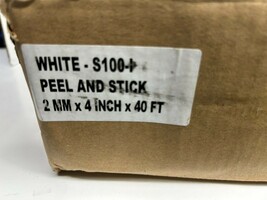 WHITE - S100-
PEEL AND STICK
2 MM x 4 INCH x 40 FT